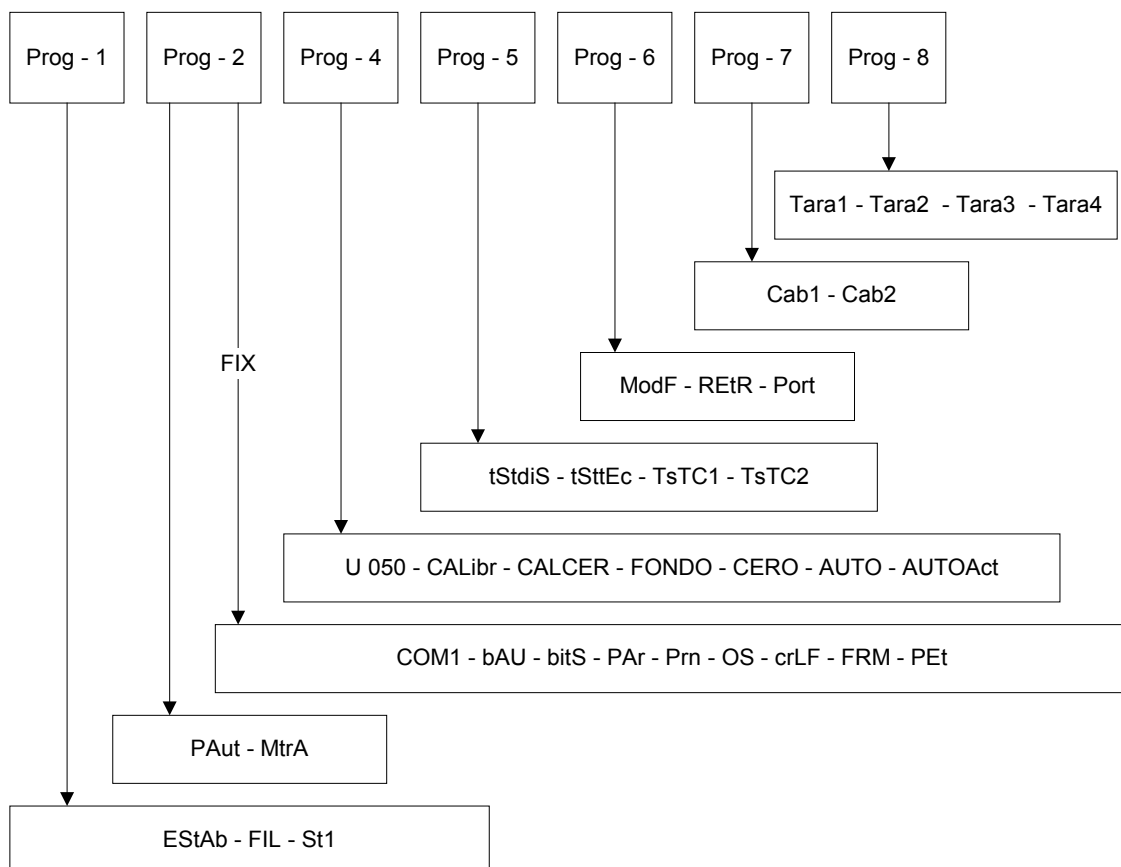 Prog - 1
Prog - 2
Prog - 4
Prog - 5
Prog - 6
Prog - 7
Prog - 8
Tara1 - Tara2 - Tara3 - Tara4
Cab1 - Cab2
FIX
ModF - REtR - Port
tStdiS - tSttEc - TsTC1 - TsTC2
U 050 - CALibr - CALCER - FONDO - CERO - AUTO - AUTOAct
COM1 - bAU - bitS - PAr - Prn - OS - crLF - FRM - PEt
PAut - MtrA
EStAb - FIL - St1